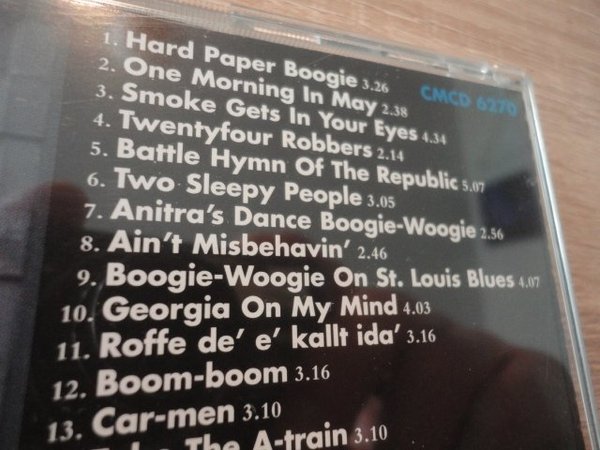 1. Hard Paper Boogie 3.26
CMCD 6270
2. One Morning In May 2.38
3. Smoke Gets In Your Eyes 4.34
4. Twentyfour Robbers 2.14
5. Battle Hymn Of The Republic 5.07
6. Two Sleepy People 3.05
7. Anitra's Dance Boogie-Woogie 2.56
8. Ain't Misbehavin' 2.46
9. Boogie-Woogie On St. Louis Blues 4.07
10. Georgia On My Mind 4.03
11. Roffe de' e' kallt ida' 3.16
12. Boom-boom 3.16
13. Car-men 3.10
The A-train 3.10